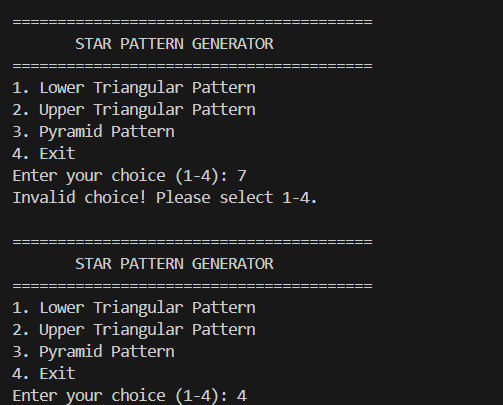 ========================================
       STAR PATTERN GENERATOR
========================================
1. Lower Triangular Pattern
2. Upper Triangular Pattern
3. Pyramid Pattern
4. Exit
Enter your choice (1-4): 7
Invalid choice! Please select 1-4.

========================================
       STAR PATTERN GENERATOR
========================================
1. Lower Triangular Pattern
2. Upper Triangular Pattern
3. Pyramid Pattern
4. Exit
Enter your choice (1-4): 4